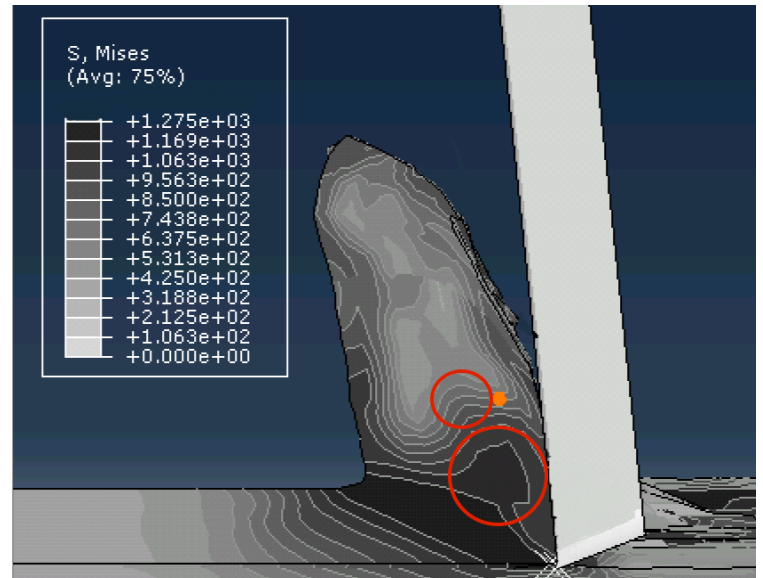 S, Mises
(Avg: 75%)
+1.275e+03
+1.169e+03
+1.063e+03
+9.563e+02
+8.500e+02
+7.438e+02
+6.375e+02
+5.313e+02
+4.250e+02
+3.188e+02
+2.125e+02
+1.063e+02
+0.000e+00